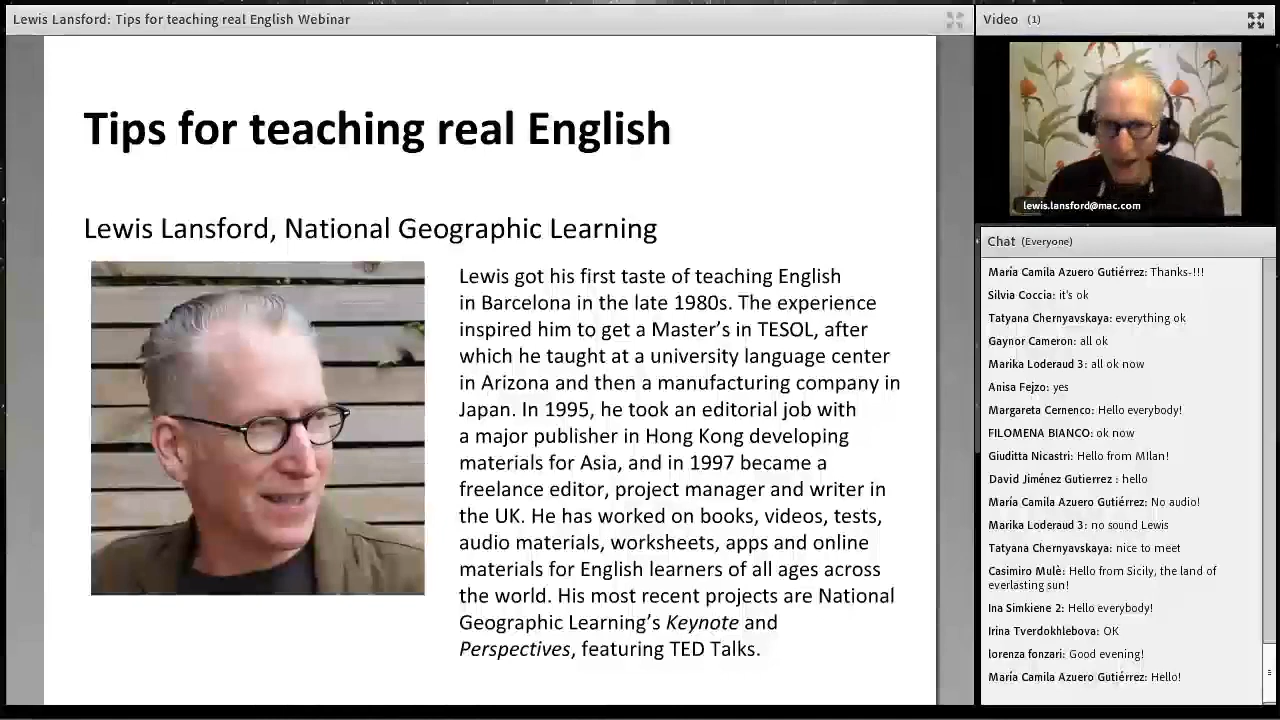 Lewis Lansford: Tips for teaching real English Webinar
Tips for teaching real English
Lewis Lansford, National Geographic Learning
Lewis got his first taste of teaching English
in Barcelona in the late 1980s. The experience
inspired him to get a Master's in TESOL, after
which he taught at a university language center
in Arizona and then a manufacturing company in
Japan. In 1995, he took an editorial job with
a major publisher in Hong Kong developing
materials for Asia, and in 1997 became a
freelance editor, project manager and writer in
the UK. He has worked on books, videos, tests,
audio materials, worksheets, apps and online
materials for English learners of all ages across
the world. His most recent projects are National
Geographic Learning's Keynote and
Perspectives, featuring TED Talks.
Video (1)
lewis.lansford@mac.com
Chat (Everyone)
María Camila Azuero Gutiérrez: Thanks-!!!
Silvia Coccia: it's ok
Tatyana Chernyavskaya: everything ok
Gaynor Cameron: all ok
Marika Loderaud 3: all ok now
Anisa Fejzo: yes
Margareta Cernenco: Hello everybody!
FILOMENA BIANCO: ok now
Giuditta Nicastri: Hello from MIlan!
David Jiménez Gutierrez : hello
María Camila Azuero Gutiérrez: No audio!
Marika Loderaud 3: no sound Lewis
Tatyana Chernyavskaya: nice to meet
Casimiro Mulè: Hello from Sicily, the land of
everlasting sun!
Ina Simkiene 2: Hello everybody!
Irina Tverdokhlebova: OK
lorenza fonzari: Good evening!
María Camila Azuero Gutiérrez: Hello!